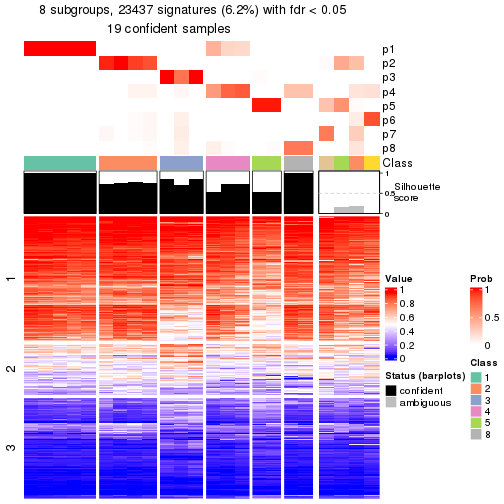 8 subgroups, 23437 signatures (6.2%) with fdr < 0.05
19 confident samples
p1
p2
p3
p4
p5
p6
p7
p8
Class
1
0.5
0
Silhouette
score
1
2
3
Value
1
0.8
0.6
0.4
0.2
0
Status (barplots)
confident
ambiguous
Prob
1
0.5
0
Class
1
2
3
4
5
8